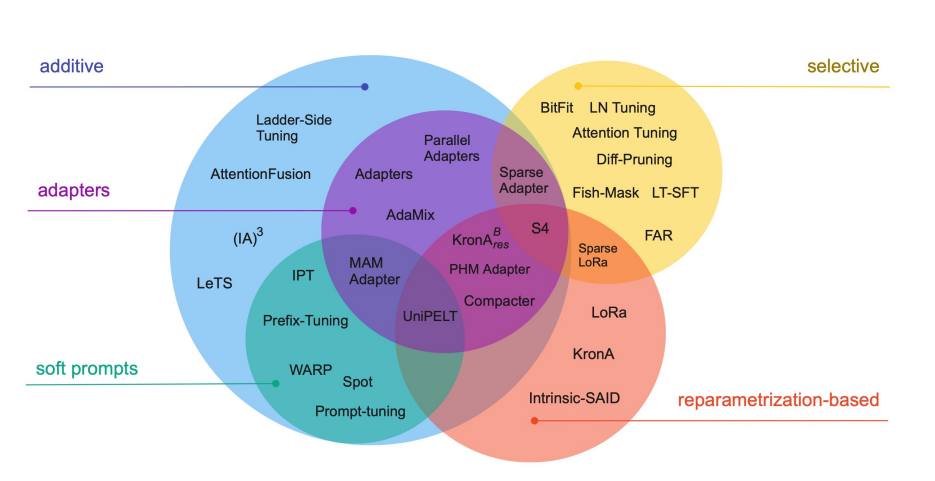 additive
selective
BitFit LN Tuning
Ladder-Side
Tuning
Attention Tuning
Parallel
Adapters
Diff-Pruning
AttentionFusion
Adapters
Sparse
Adapter
adapters
Fish-Mask LT-SFT
AdaMix
(IA)³
KronA^B_res
S4
FAR
Sparse
LoRa
LeTS
IPT
MAM
Adapter
PHM Adapter
Compacter
UniPELT
LoRa
Prefix-Tuning
KronA
soft prompts
WARP
Spot
Prompt-tuning
Intrinsic-SAID
reparametrization-based